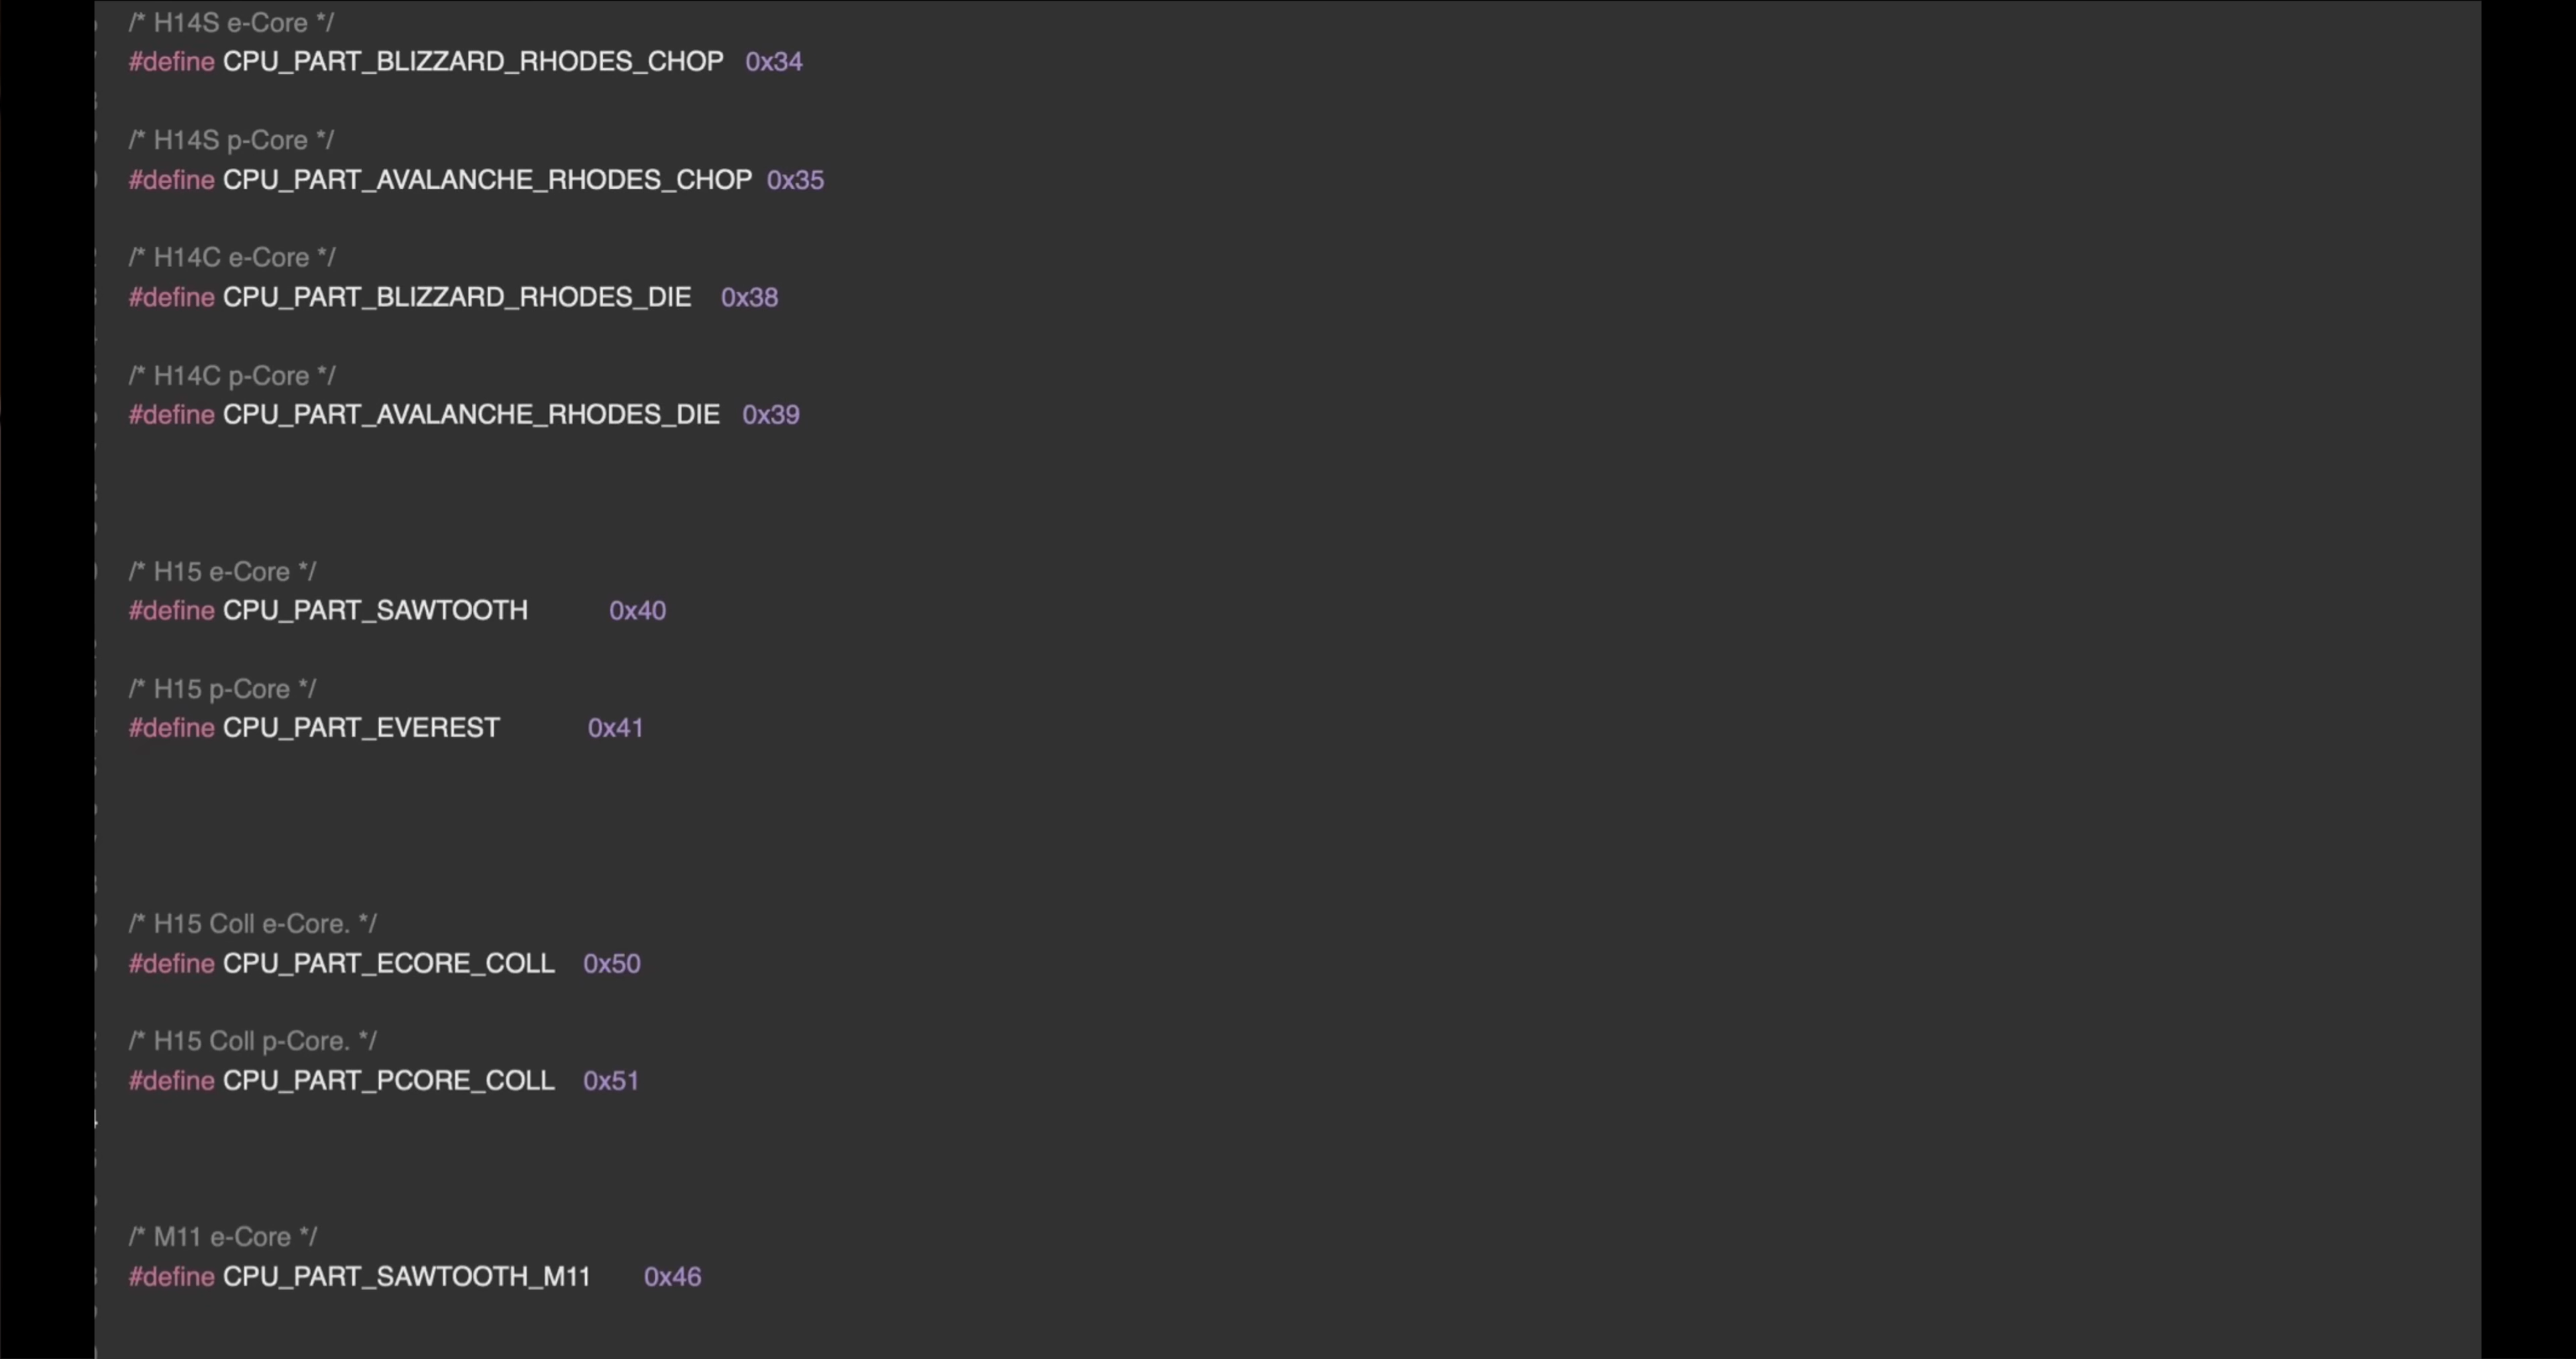 /* H14S e-Core */
#define CPU_PART_BLIZZARD_RHODES_CHOP 0x34
/* H14S p-Core */
#define CPU_PART_AVALANCHE_RHODES_CHOP 0x35
/* H14C e-Core */
#define CPU_PART_BLIZZARD_RHODES_DIE 0x38
/* H14C p-Core */
#define CPU_PART_AVALANCHE_RHODES_DIE 0x39
/* H15 e-Core */
#define CPU_PART_SAWTOOTH 0x40
/* H15 p-Core */
#define CPU_PART_EVEREST 0x41
/* H15 Coll e-Core. */
#define CPU_PART_ECORE_COLL 0x50
/* H15 Coll p-Core. */
#define CPU_PART_PCORE_COLL 0x51
/* M11 e-Core */
#define CPU_PART_SAWTOOTH_M11 0x46